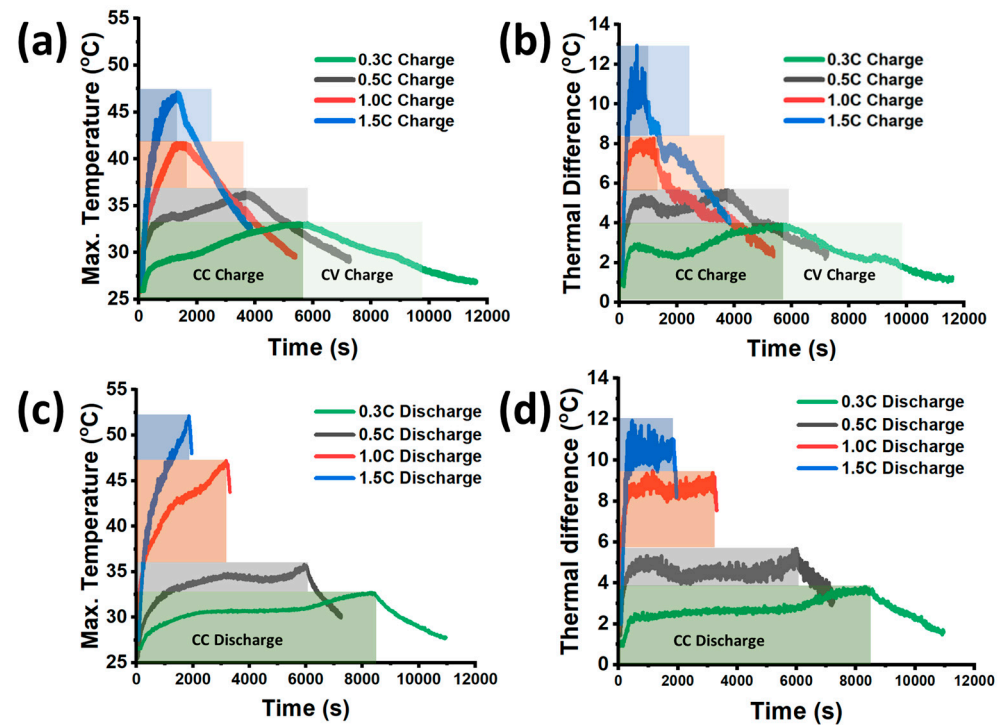 (a)
Max. Temperature (°C)
55
50
45
40
35
30
25
0.3C Charge
0.5C Charge
1.0C Charge
1.5C Charge
CC Charge
CV Charge
0 2000 4000 6000 8000 10000 12000
Time (s)
(b)
Thermal Difference (°C)
14
12
10
8
6
4
2
0
0.3C Charge
0.5C Charge
1.0C Charge
1.5C Charge
CC Charge
CV Charge
0 2000 4000 6000 8000 10000 12000
Time (s)
(c)
Max. Temperature (°C)
55
50
45
40
35
30
25
0.3C Discharge
0.5C Discharge
1.0C Discharge
1.5C Discharge
CC Discharge
0 2000 4000 6000 8000 10000 12000
Time (s)
(d)
Thermal difference (°C)
14
12
10
8
6
4
2
0
0.3C Discharge
0.5C Discharge
1.0C Discharge
1.5C Discharge
CC Discharge
0 2000 4000 6000 8000 10000 12000
Time (s)